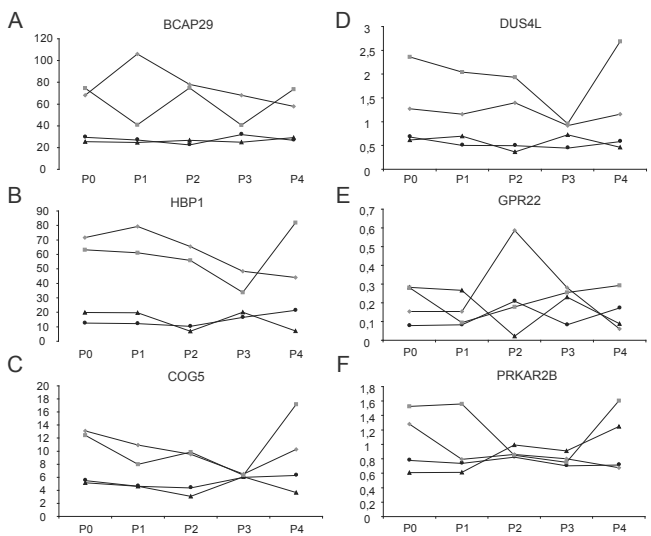 A
BCAP29
120
100
80
60
40
20
0
P0 P1 P2 P3 P4
B
HBP1
90
80
70
60
50
40
30
20
10
0
P0 P1 P2 P3 P4
C
COG5
20
18
16
14
12
10
8
6
4
2
0
P0 P1 P2 P3 P4
D
DUS4L
3
2,5
2
1,5
1
0,5
0
P0 P1 P2 P3 P4
E
GPR22
0,7
0,6
0,5
0,4
0,3
0,2
0,1
0
P0 P1 P2 P3 P4
F
PRKAR2B
1,8
1,6
1,4
1,2
1
0,8
0,6
0,4
0,2
0
P0 P1 P2 P3 P4